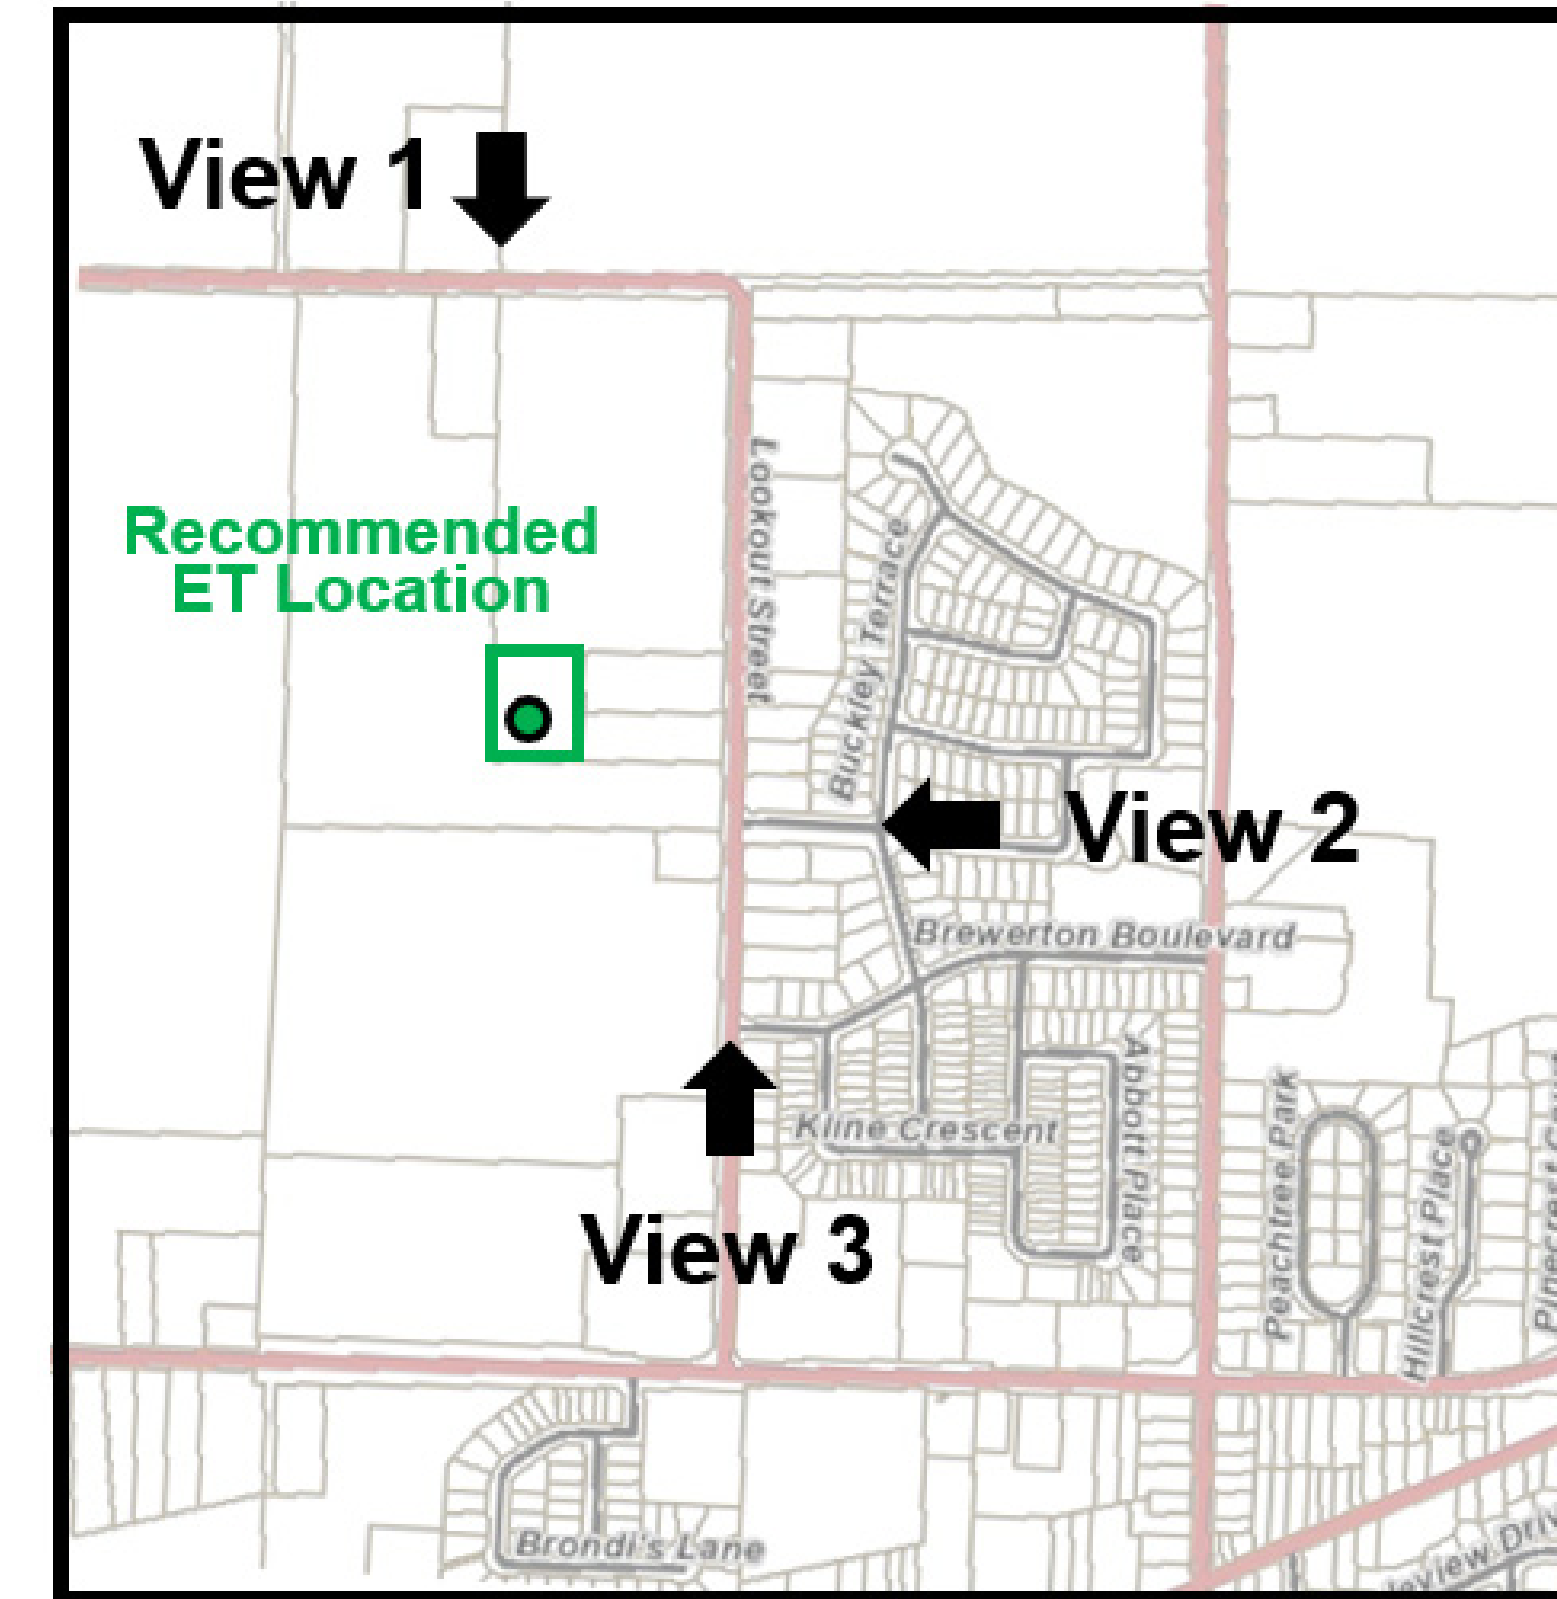 View 1
Recommended
ET Location
Lookout Street
Buckley Terrace
View 2
Brewerton Boulevard
Kline Crescent
Abbott Place
View 3
Peachtree Park
Hillcrest Place
Brondi's Lane